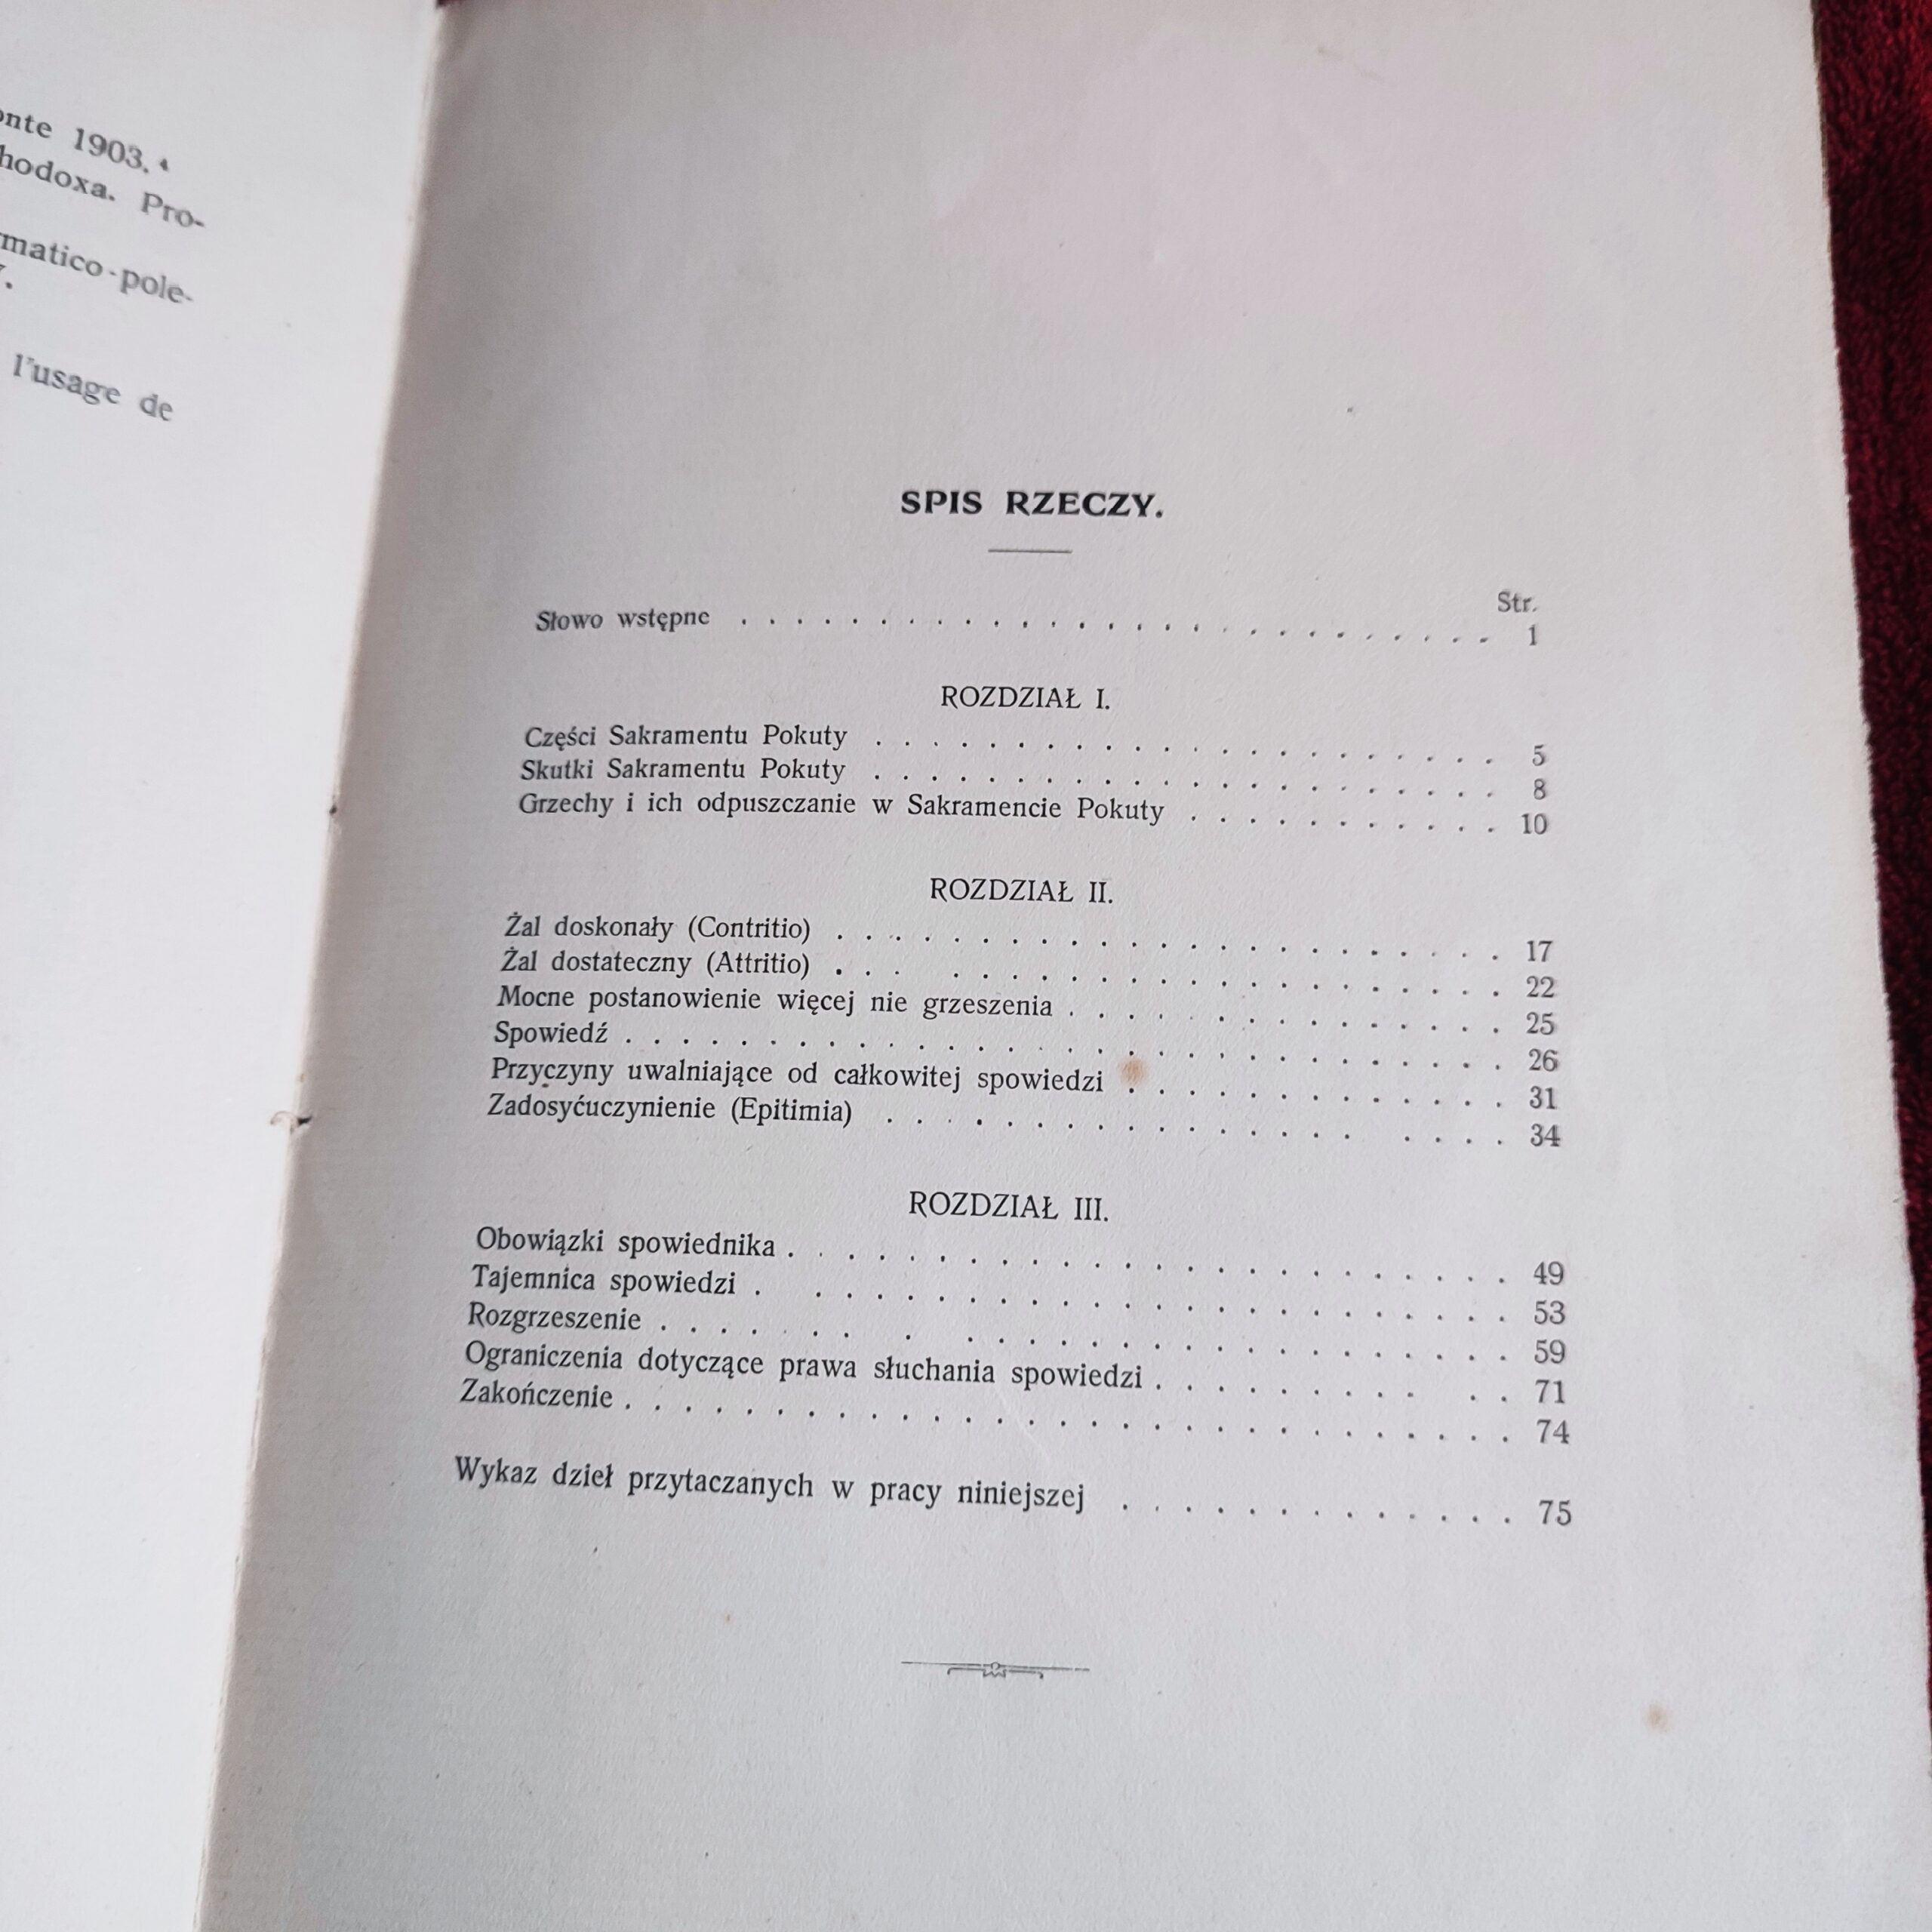 1903.
Pro-
l'usage de
SPIS RZECZY.
Str.
Słowo wstępne . . . . . . . . . . . . . . . . . . . . . . . . . . . 1
ROZDZIAŁ I.
Części Sakramentu Pokuty . . . . . . . . . . . . . . . . . . . . . . 5
Skutki Sakramentu Pokuty . . . . . . . . . . . . . . . . . . . . . . 8
Grzechy i ich odpuszczanie w Sakramencie Pokuty . . . . . . . . . . . 10
ROZDZIAŁ II.
Żal doskonały (Contritio) . . . . . . . . . . . . . . . . . . . . . . . 17
Żal dostateczny (Attritio) . . . . . . . . . . . . . . . . . . . . . . 22
Mocne postanowienie więcej nie grzeszenia . . . . . . . . . . . . . . . 25
Spowiedź . . . . . . . . . . . . . . . . . . . . . . . . . . . . . . 26
Przyczyny uwalniające od całkowitej spowiedzi . . . . . . . . . . . . . 31
Zadosyćuczynienie (Epitimia) . . . . . . . . . . . . . . . . . . . . 34
ROZDZIAŁ III.
Obowiązki spowiednika . . . . . . . . . . . . . . . . . . . . . . . . 49
Tajemnica spowiedzi . . . . . . . . . . . . . . . . . . . . . . . . . 53
Rozgrzeszenie . . . . . . . . . . . . . . . . . . . . . . . . . . . 59
Ograniczenia dotyczące prawa słuchania spowiedzi . . . . . . . . . . . 71
Zakończenie . . . . . . . . . . . . . . . . . . . . . . . . . . . . . 74
Wykaz dzieł przytaczanych w pracy niniejszej . . . . . . . . . . . . . 75